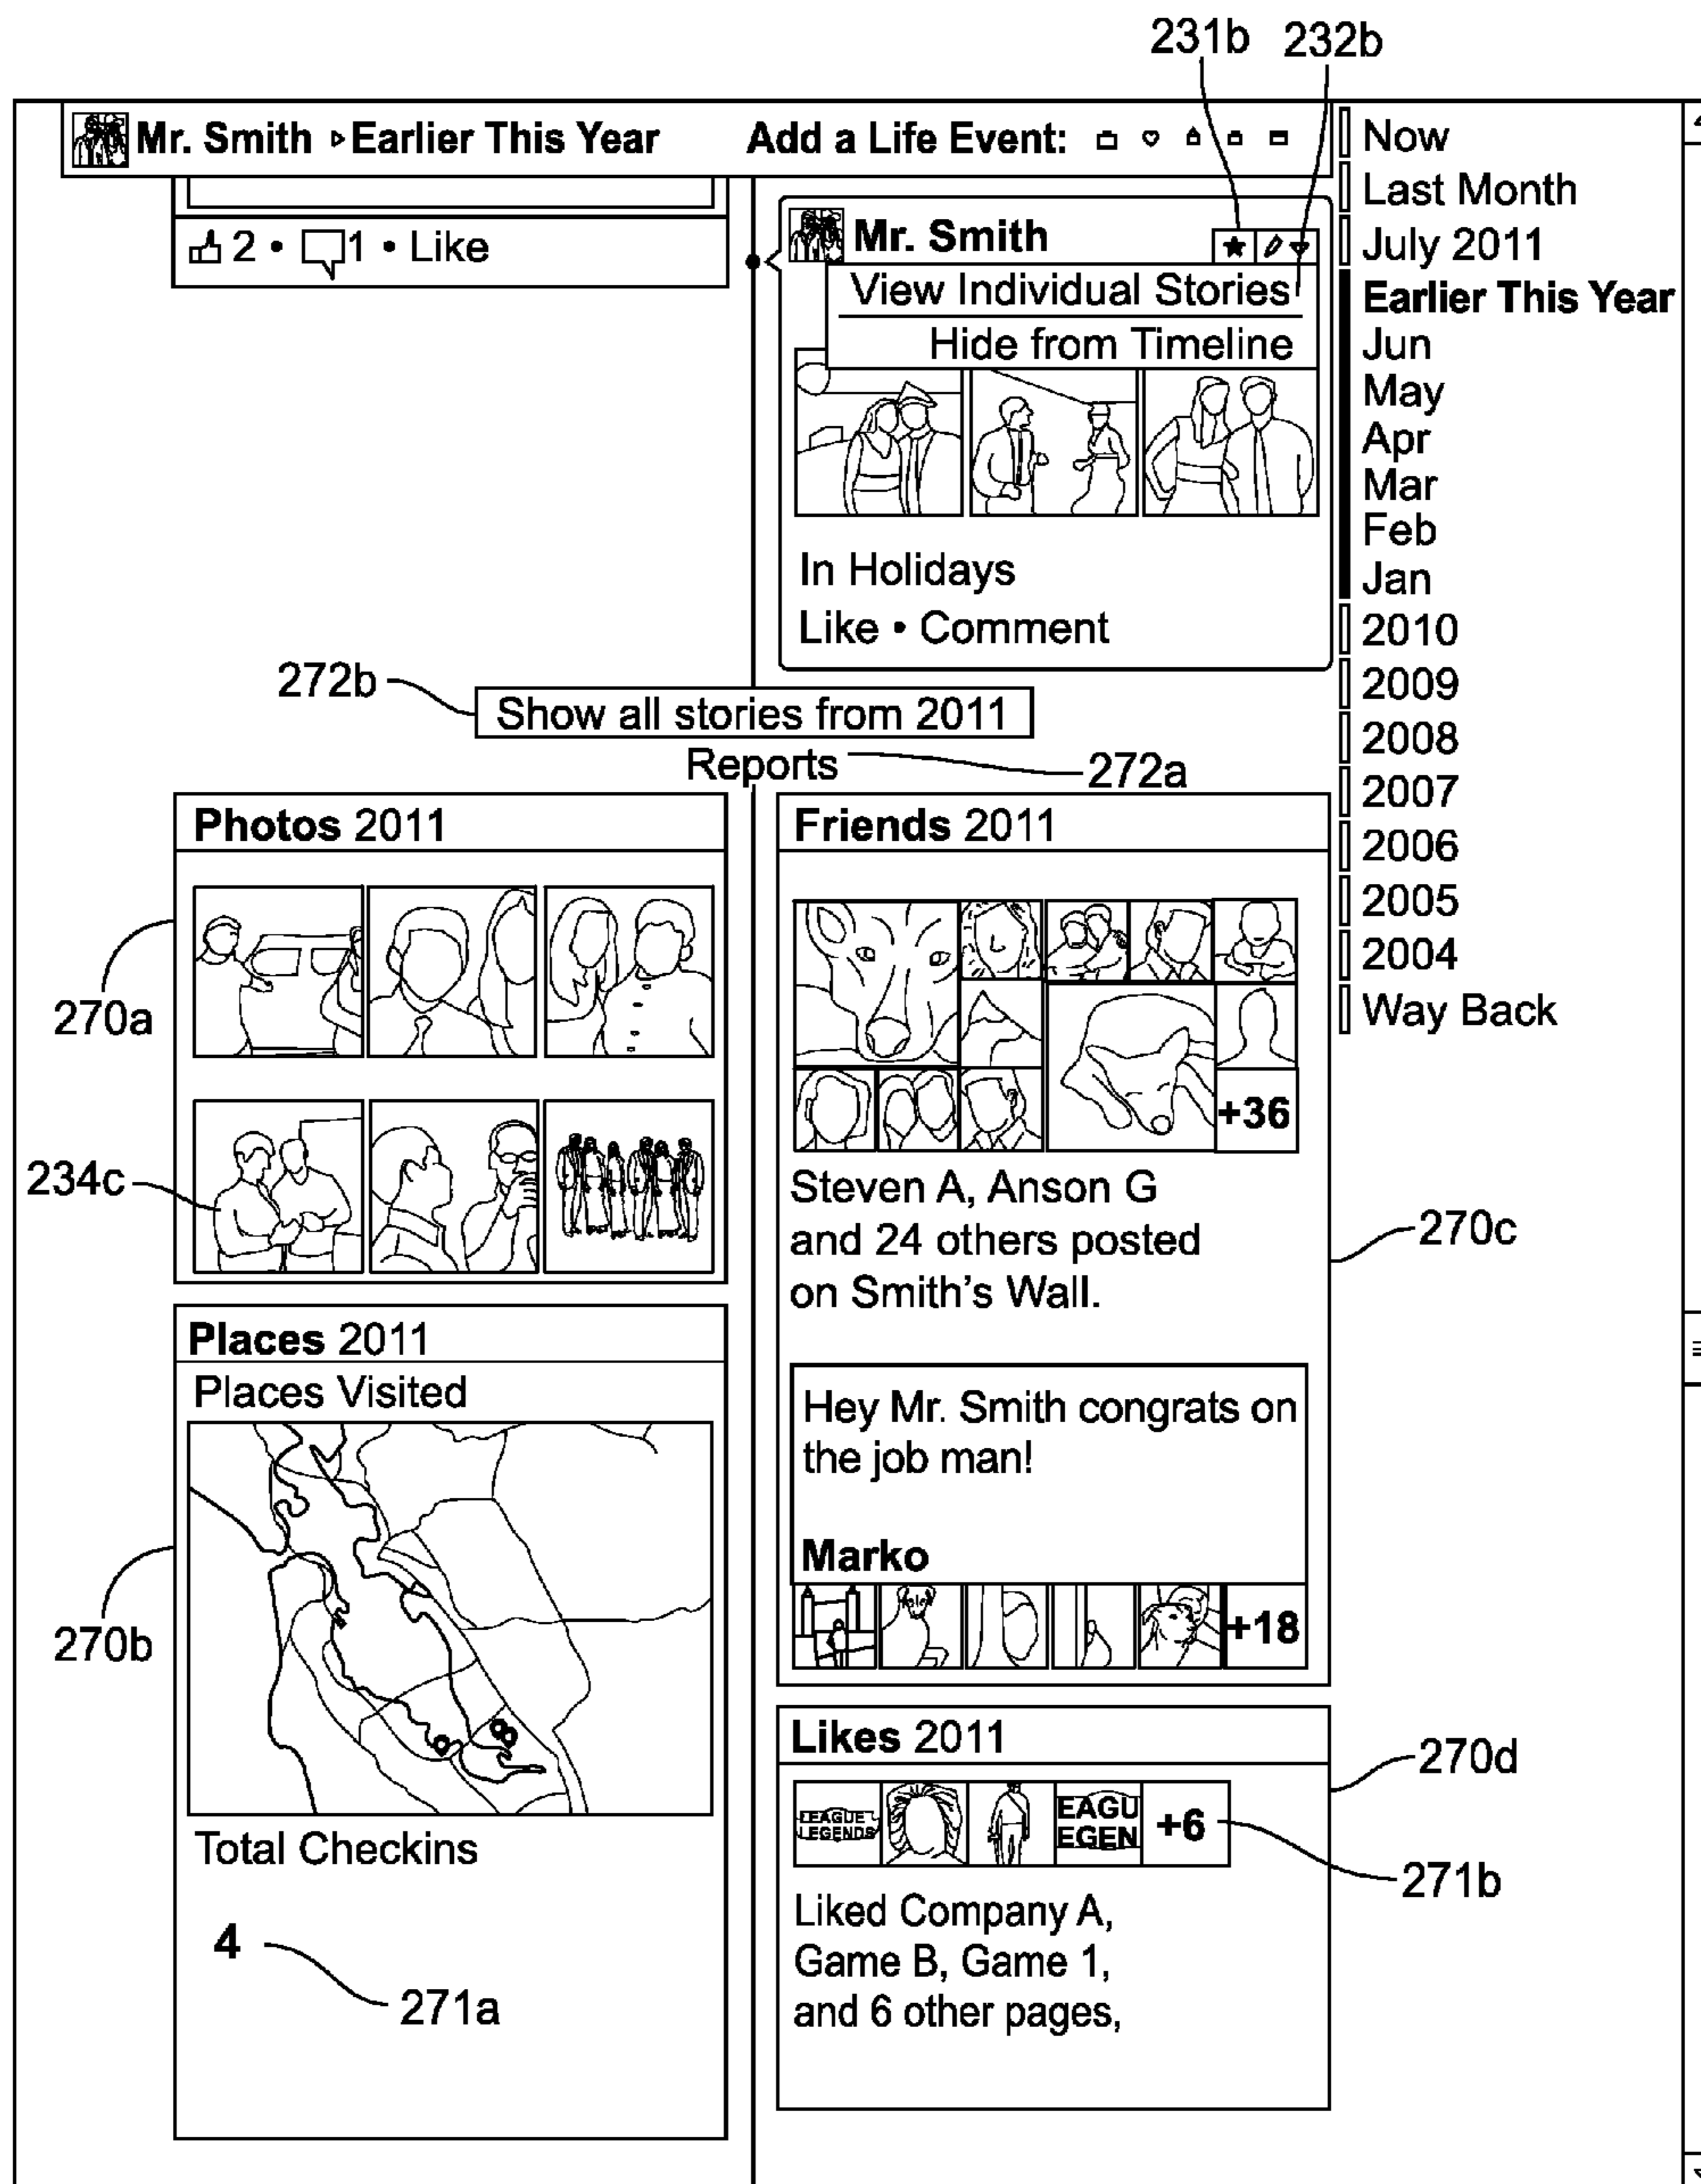 231b 232b
Mr. Smith ▹Earlier This Year Add a Life Event:
2 • 1 • Like
Mr. Smith
View Individual Stories
Hide from Timeline
In Holidays
Like • Comment
Now
Last Month
July 2011
Earlier This Year
Jun
May
Apr
Mar
Feb
Jan
2010
2009
2008
2007
2006
2005
2004
Way Back
272b
Show all stories from 2011
Reports
272a
Photos 2011
270a
234c
Places 2011
Places Visited
270b
Total Checkins
4
271a
Friends 2011
+36
Steven A, Anson G
and 24 others posted
on Smith's Wall.
270c
Hey Mr. Smith congrats on
the job man!
Marko
+18
Likes 2011
270d
LEAGUE
LEGENDS
EAGU
EGEN
+6
271b
Liked Company A,
Game B, Game 1,
and 6 other pages,